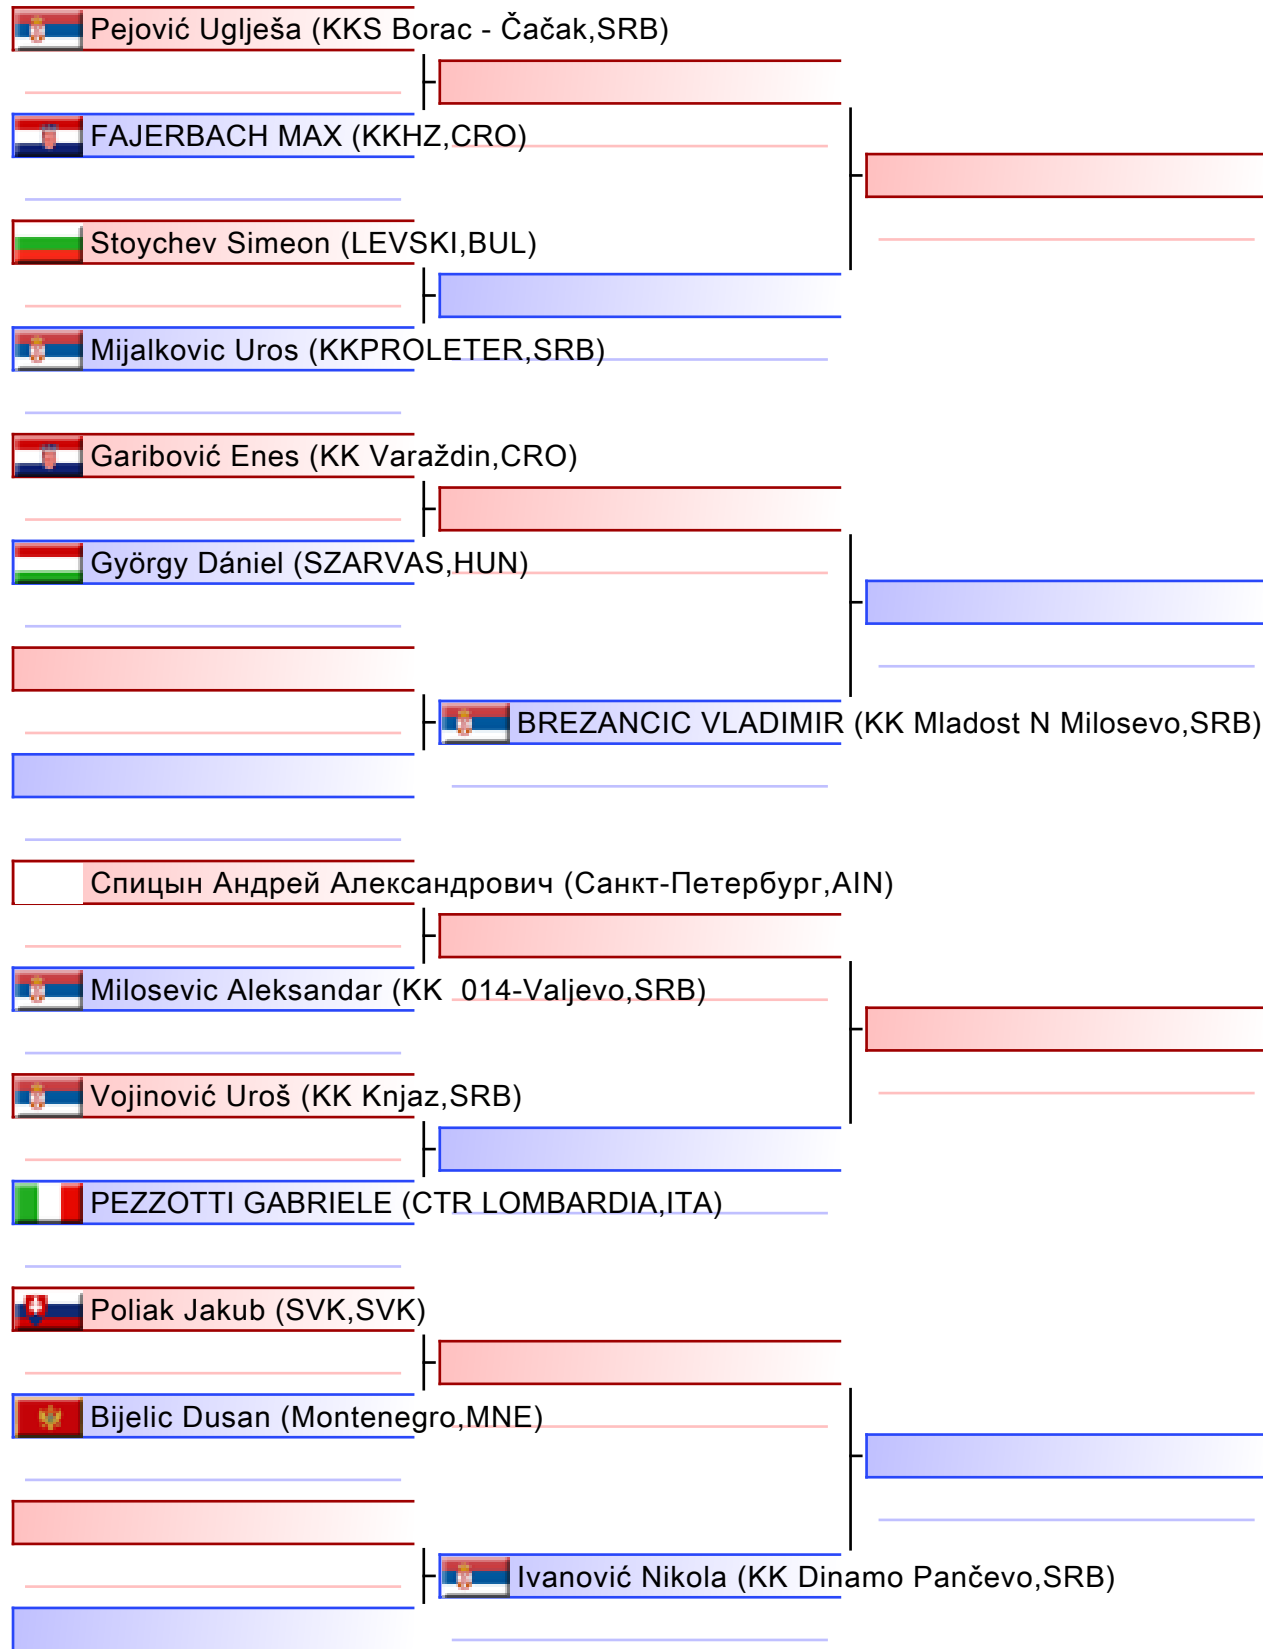 Pejović Uglješa (KKS Borac - Čačak,SRB)
FAJERBACH MAX (KKHZ,CRO)
Stoychev Simeon (LEVSKI,BUL)
Mijalkovic Uros (KKPROLETER,SRB)
Garibović Enes (KK Varaždin,CRO)
György Dániel (SZARVAS,HUN)
BREZANCIC VLADIMIR (KK Mladost N Milosevo,SRB)
Спицын Андрей Александрович (Санкт-Петербург,AIN)
Milosevic Aleksandar (KK  014-Valjevo,SRB)
Vojinović Uroš (KK Knjaz,SRB)
PEZZOTTI GABRIELE (CTR LOMBARDIA,ITA)
Poliak Jakub (SVK,SVK)
Bijelic Dusan (Montenegro,MNE)
Ivanović Nikola (KK Dinamo Pančevo,SRB)